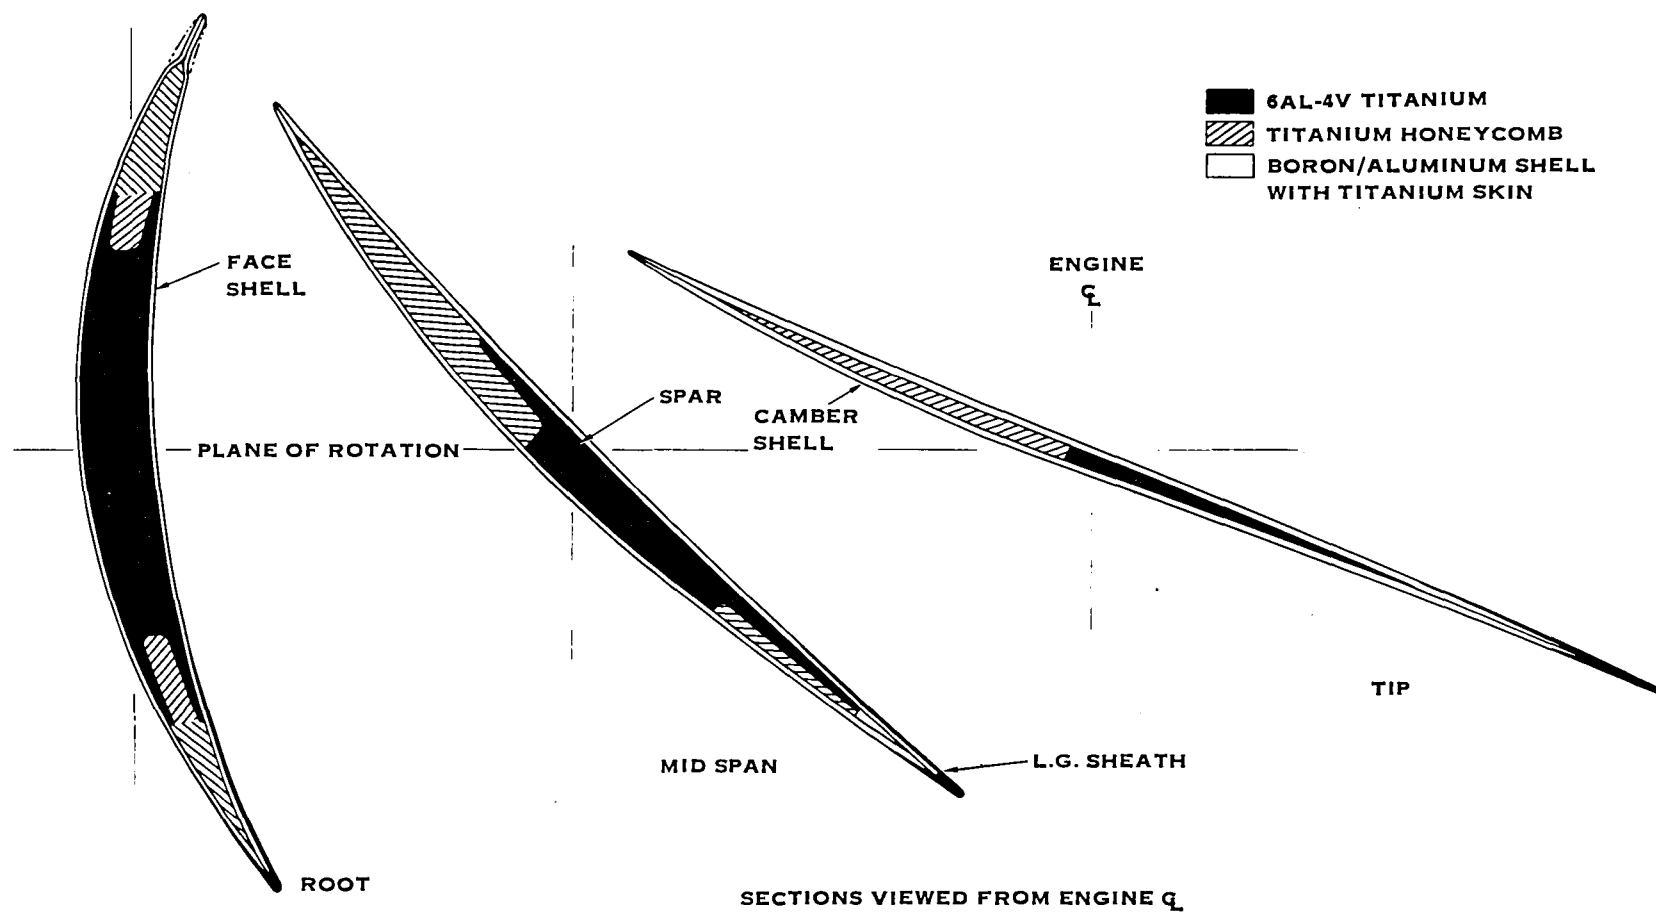 6AL-4V TITANIUM
TITANIUM HONEYCOMB
BORON/ALUMINUM SHELL
WITH TITANIUM SKIN
FACE
SHELL
ENGINE
℄
SPAR
CAMBER
SHELL
PLANE OF ROTATION
TIP
MID SPAN
L.G. SHEATH
ROOT
SECTIONS VIEWED FROM ENGINE ℄